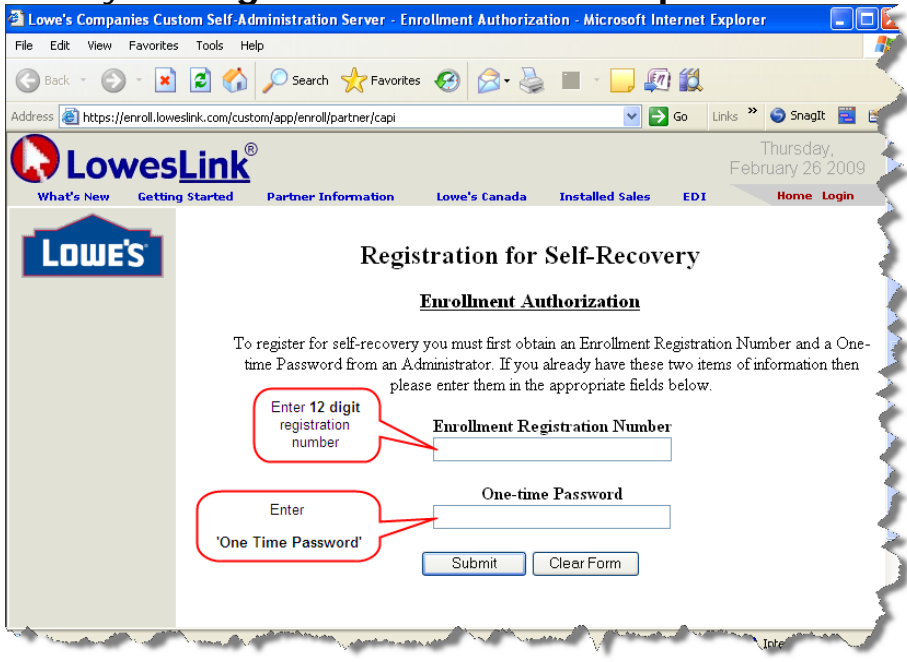 Lowe's Companies Custom Self-Administration Server - Enrollment Authorization - Microsoft Internet Explorer
File Edit View Favorites Tools Help
Back Search Favorites
Address https://enroll.loweslink.com/custom/app/enroll/partner/capi Go Links » SnagIt
LowesLink®
Thursday,
February 26 2009
What's New Getting Started Partner Information Lowe's Canada Installed Sales EDI Home Login
LOWE'S
Registration for Self-Recovery
Enrollment Authorization
To register for self-recovery you must first obtain an Enrollment Registration Number and a One-
time Password from an Administrator. If you already have these two items of information then
please enter them in the appropriate fields below.
Enter 12 digit
registration
number
Enrollment Registration Number
One-time Password
Enter
'One Time Password'
Submit Clear Form